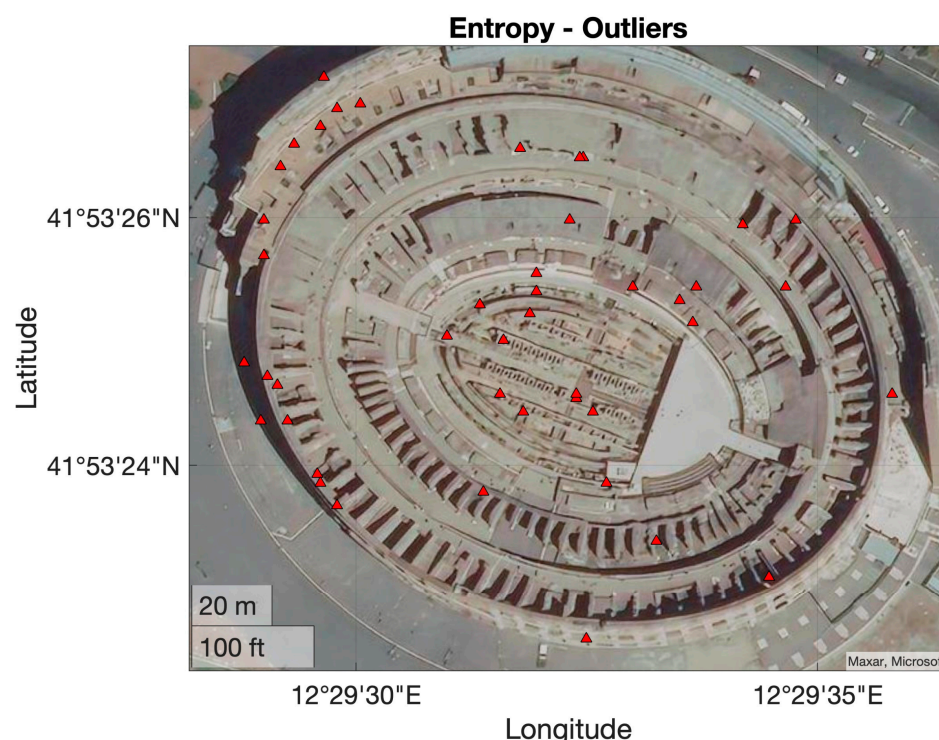 Entropy - Outliers
41°53'26"N
Latitude
41°53'24"N
20 m
100 ft
Maxar, Microsof
12°29'30"E
12°29'35"E
Longitude